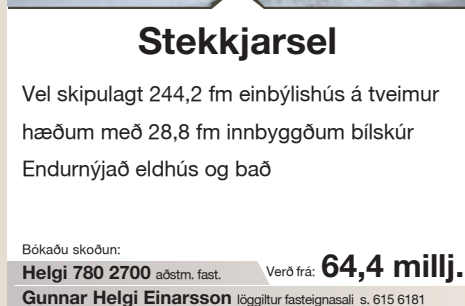 Stekkjarsel
Vel skipulagt 244,2 fm einbýlishús á tveimur
hæðum með 28,8 fm innbyggðum bílskúr
Endurnýjað eldhús og bað
Bókaðu skoðun:
Helgi 780 2700 aðstm. fast. Verð frá: 64,4 millj.
Gunnar Helgi Einarsson löggiltur fasteignasali s. 615 6181